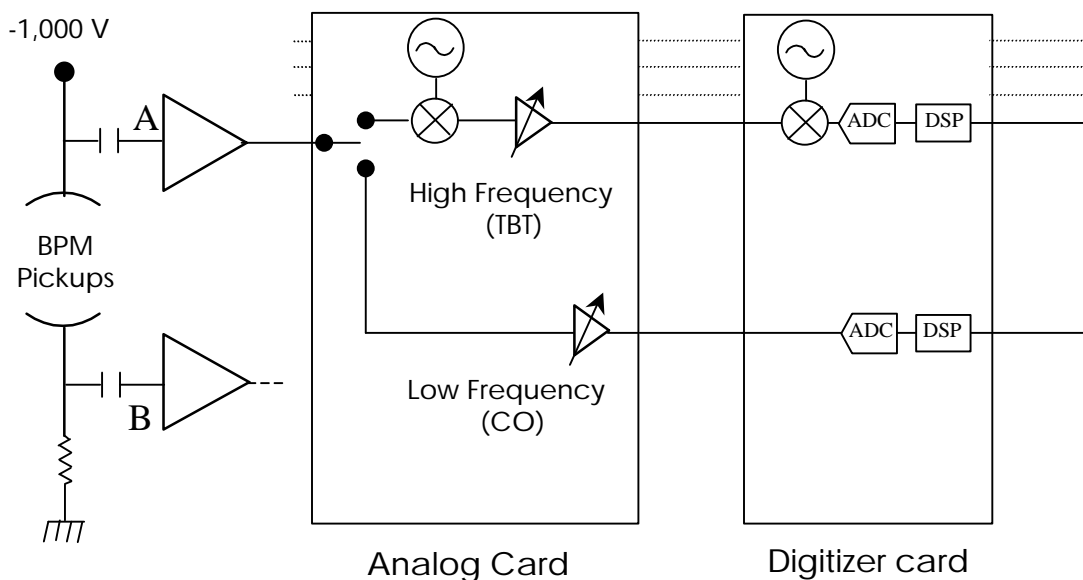 -1,000 V
A
BPM
Pickups
B
High Frequency
(TBT)
Low Frequency
(CO)
ADC
DSP
ADC
DSP
Analog Card
Digitizer card